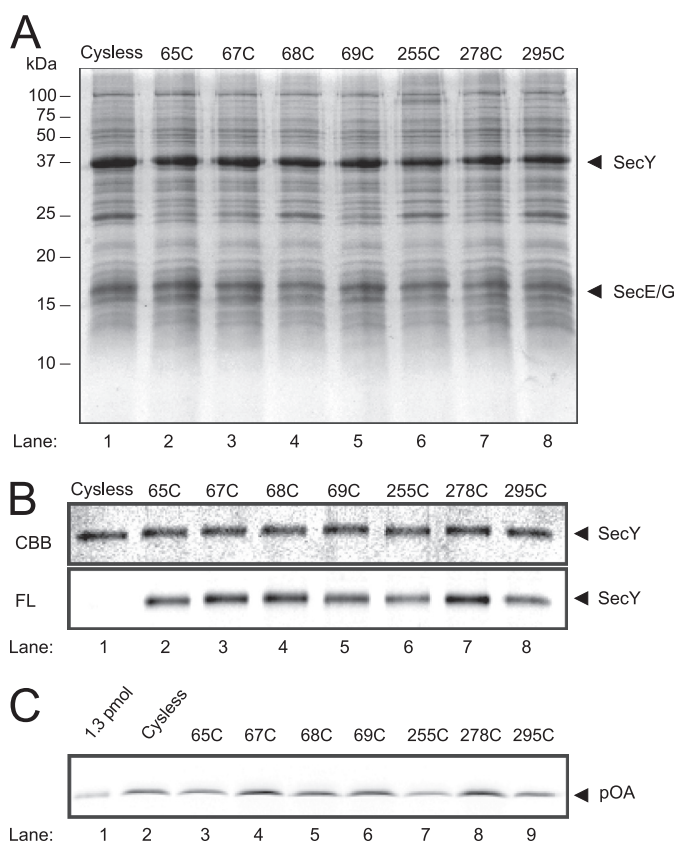 A
Cysless 65C 67C 68C 69C 255C 278C 295C
kDa
100
75
50
37
SecY
25
20
SecE/G
15
10
Lane: 1 2 3 4 5 6 7 8
B
Cysless 65C 67C 68C 69C 255C 278C 295C
CBB
SecY
FL
SecY
Lane: 1 2 3 4 5 6 7 8
C
1.3 pmol Cysless 65C 67C 68C 69C 255C 278C 295C
pOA
Lane: 1 2 3 4 5 6 7 8 9